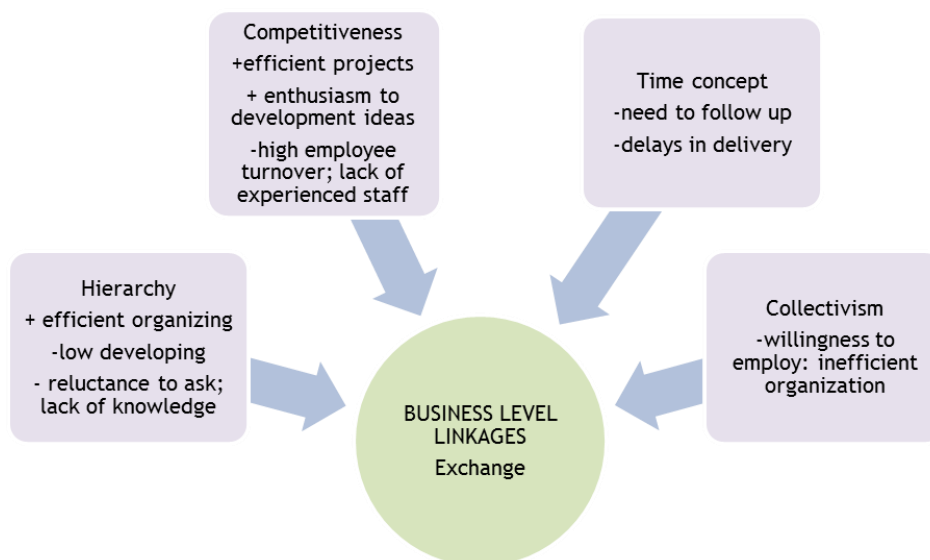 Competitiveness
+efficient projects
+ enthusiasm to
development ideas
-high employee
turnover; lack of
experienced staff
Time concept
-need to follow up
-delays in delivery
Hierarchy
+ efficient organizing
-low developing
- reluctance to ask;
lack of knowledge
Collectivism
-willingness to
employ: inefficient
organization
BUSINESS LEVEL
LINKAGES
Exchange